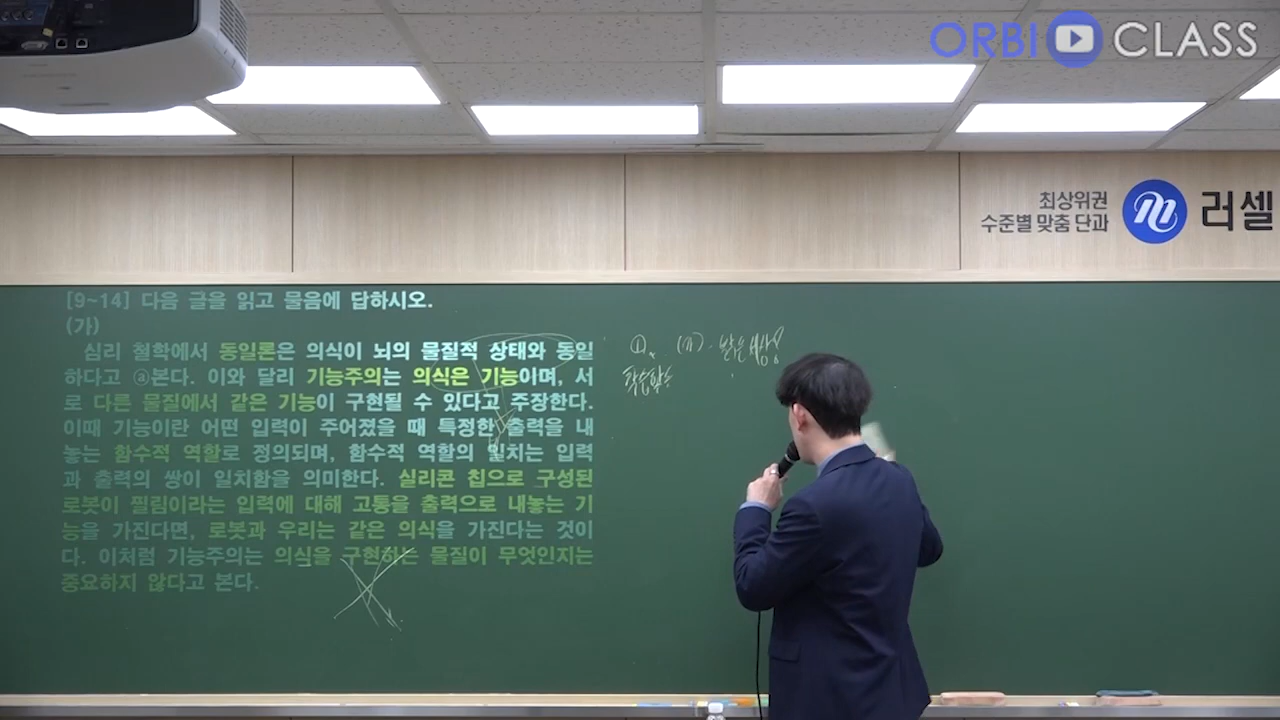 ORBI CLASS
최상위권
수준별 맞춤 단과
러셀
[9~14] 다음 글을 읽고 물음에 답하시오.
(가)
심리 철학에서 동일론은 의식이 뇌의 물질적 상태와 동일
하다고 ⓐ본다. 이와 달리 기능주의는 의식은 기능이며, 서
로 다른 물질에서 같은 기능이 구현될 수 있다고 주장한다.
이때 기능이란 어떤 입력이 주어졌을 때 특정한 출력을 내
놓는 함수적 역할로 정의되며, 함수적 역할의 일치는 입력
과 출력의 쌍이 일치함을 의미한다. 실리콘 칩으로 구성된
로봇이 찔림이라는 입력에 대해 고통을 출력으로 내놓는 기
능을 가진다면, 로봇과 우리는 같은 의식을 가진다는 것이
다. 이처럼 기능주의는 의식을 구현하는 물질이 무엇인지는
중요하지 않다고 본다.
①
(가)